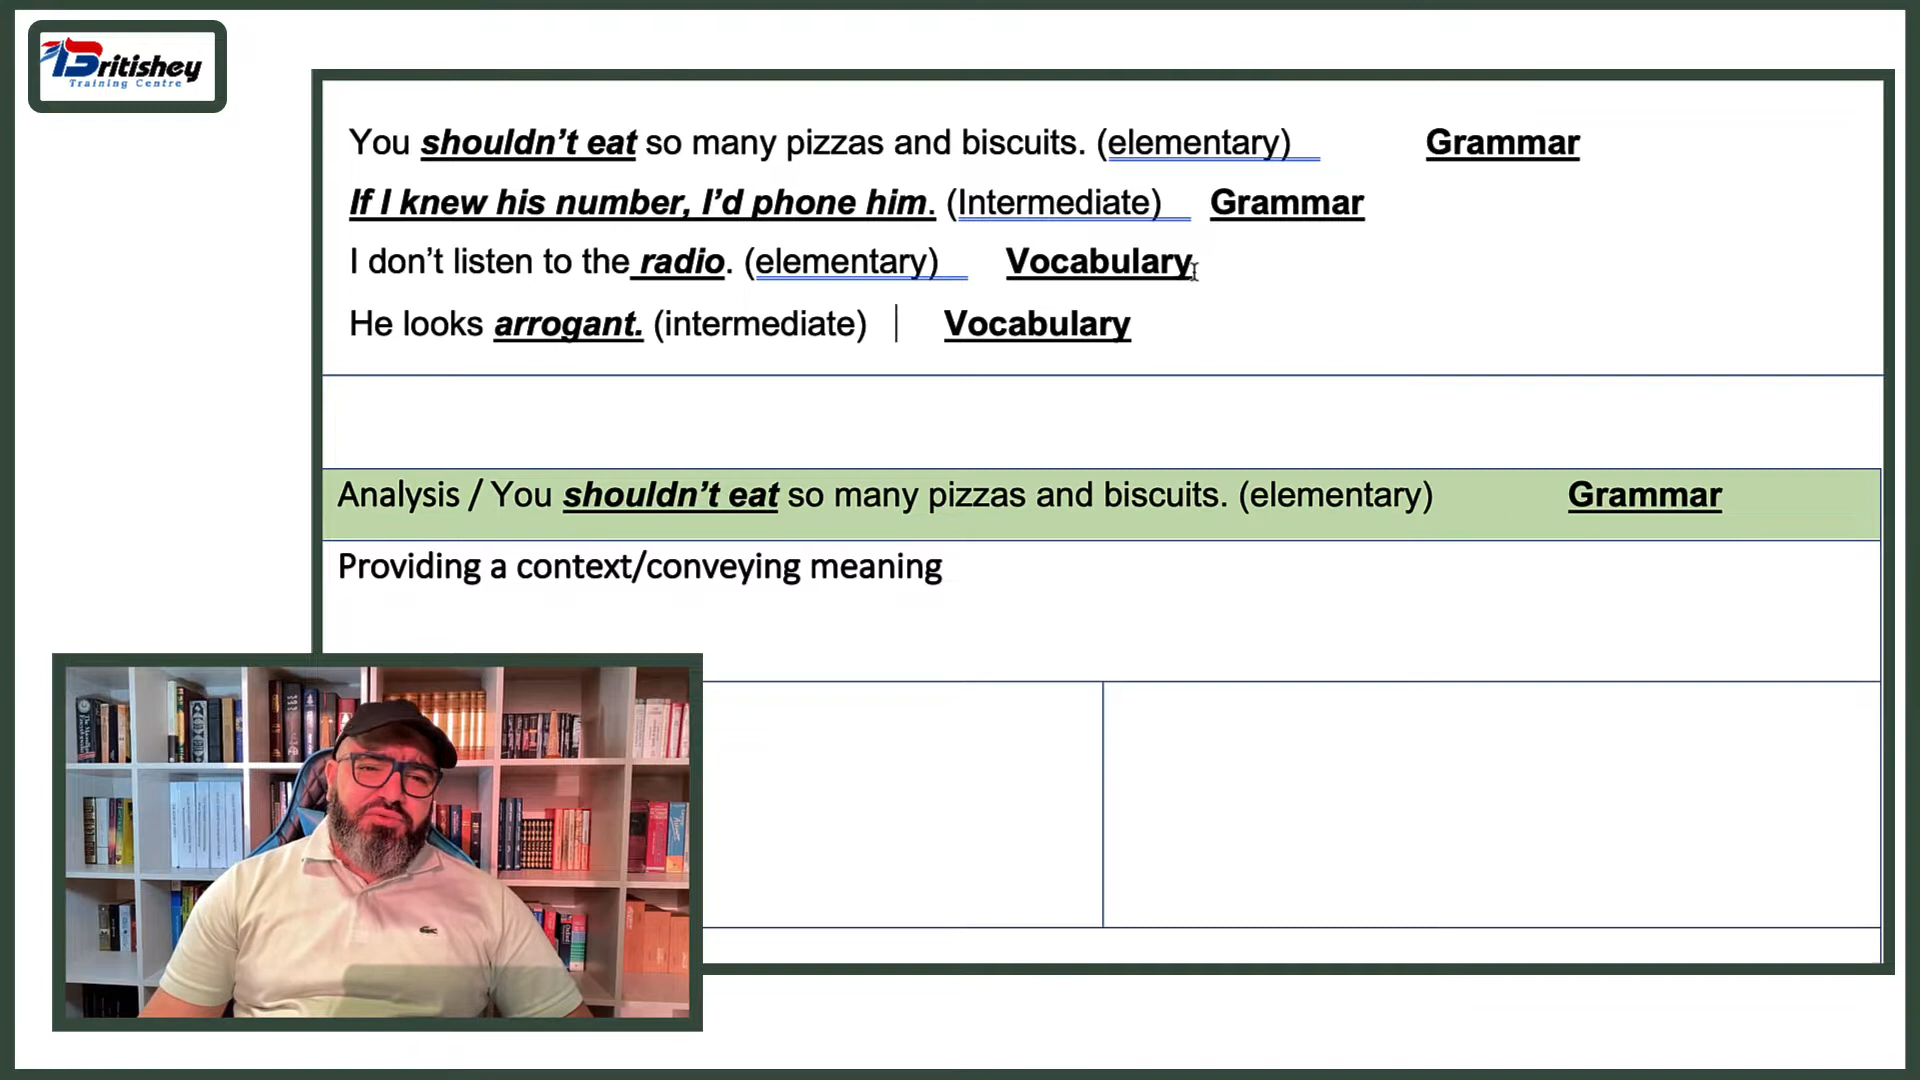 Britishey
Training Centre
You shouldn’t eat so many pizzas and biscuits. (elementary) Grammar
If I knew his number, I’d phone him. (Intermediate) Grammar
I don’t listen to the radio. (elementary) Vocabulary
He looks arrogant. (intermediate) Vocabulary
Analysis / You shouldn’t eat so many pizzas and biscuits. (elementary) Grammar
Providing a context/conveying meaning